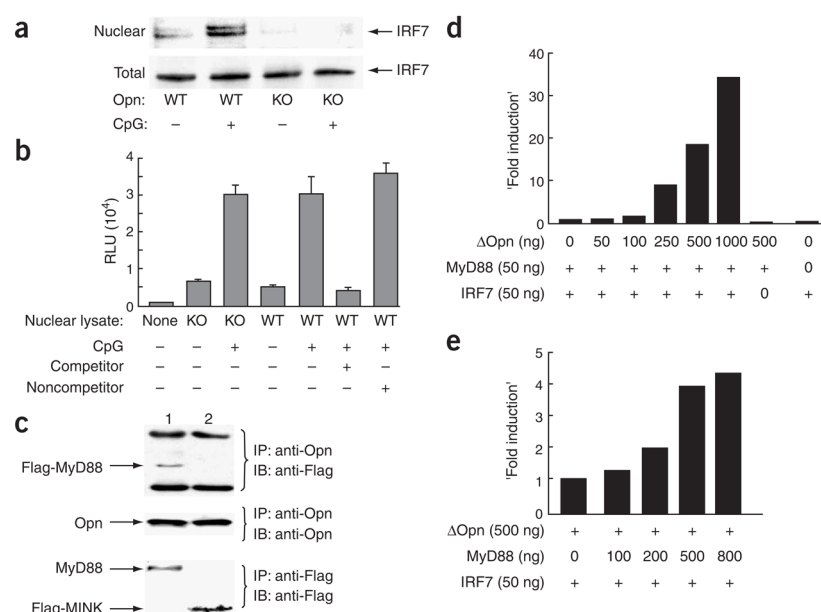 a
Nuclear
IRF7
Total
IRF7
Opn: WT WT KO KO
CpG: – + – +
b
RLU (10⁴)
4
3
2
1
0
Nuclear lysate: None KO KO WT WT WT WT
CpG – – + – + + +
Competitor – – – – – + –
Noncompetitor – – – – – – +
c
1 2
Flag-MyD88
IP: anti-Opn
IB: anti-Flag
Opn
IP: anti-Opn
IB: anti-Opn
MyD88
Flag-MINK
IP: anti-Flag
IB: anti-Flag
d
'Fold induction'
40
30
20
10
0
ΔOpn (ng) 0 50 100 250 500 1000 500 0
MyD88 (50 ng) + + + + + + + 0
IRF7 (50 ng) + + + + + + 0 +
e
'Fold induction'
5
4
3
2
1
0
ΔOpn (500 ng) + + + + +
MyD88 (ng) 0 100 200 500 800
IRF7 (50 ng) + + + + +